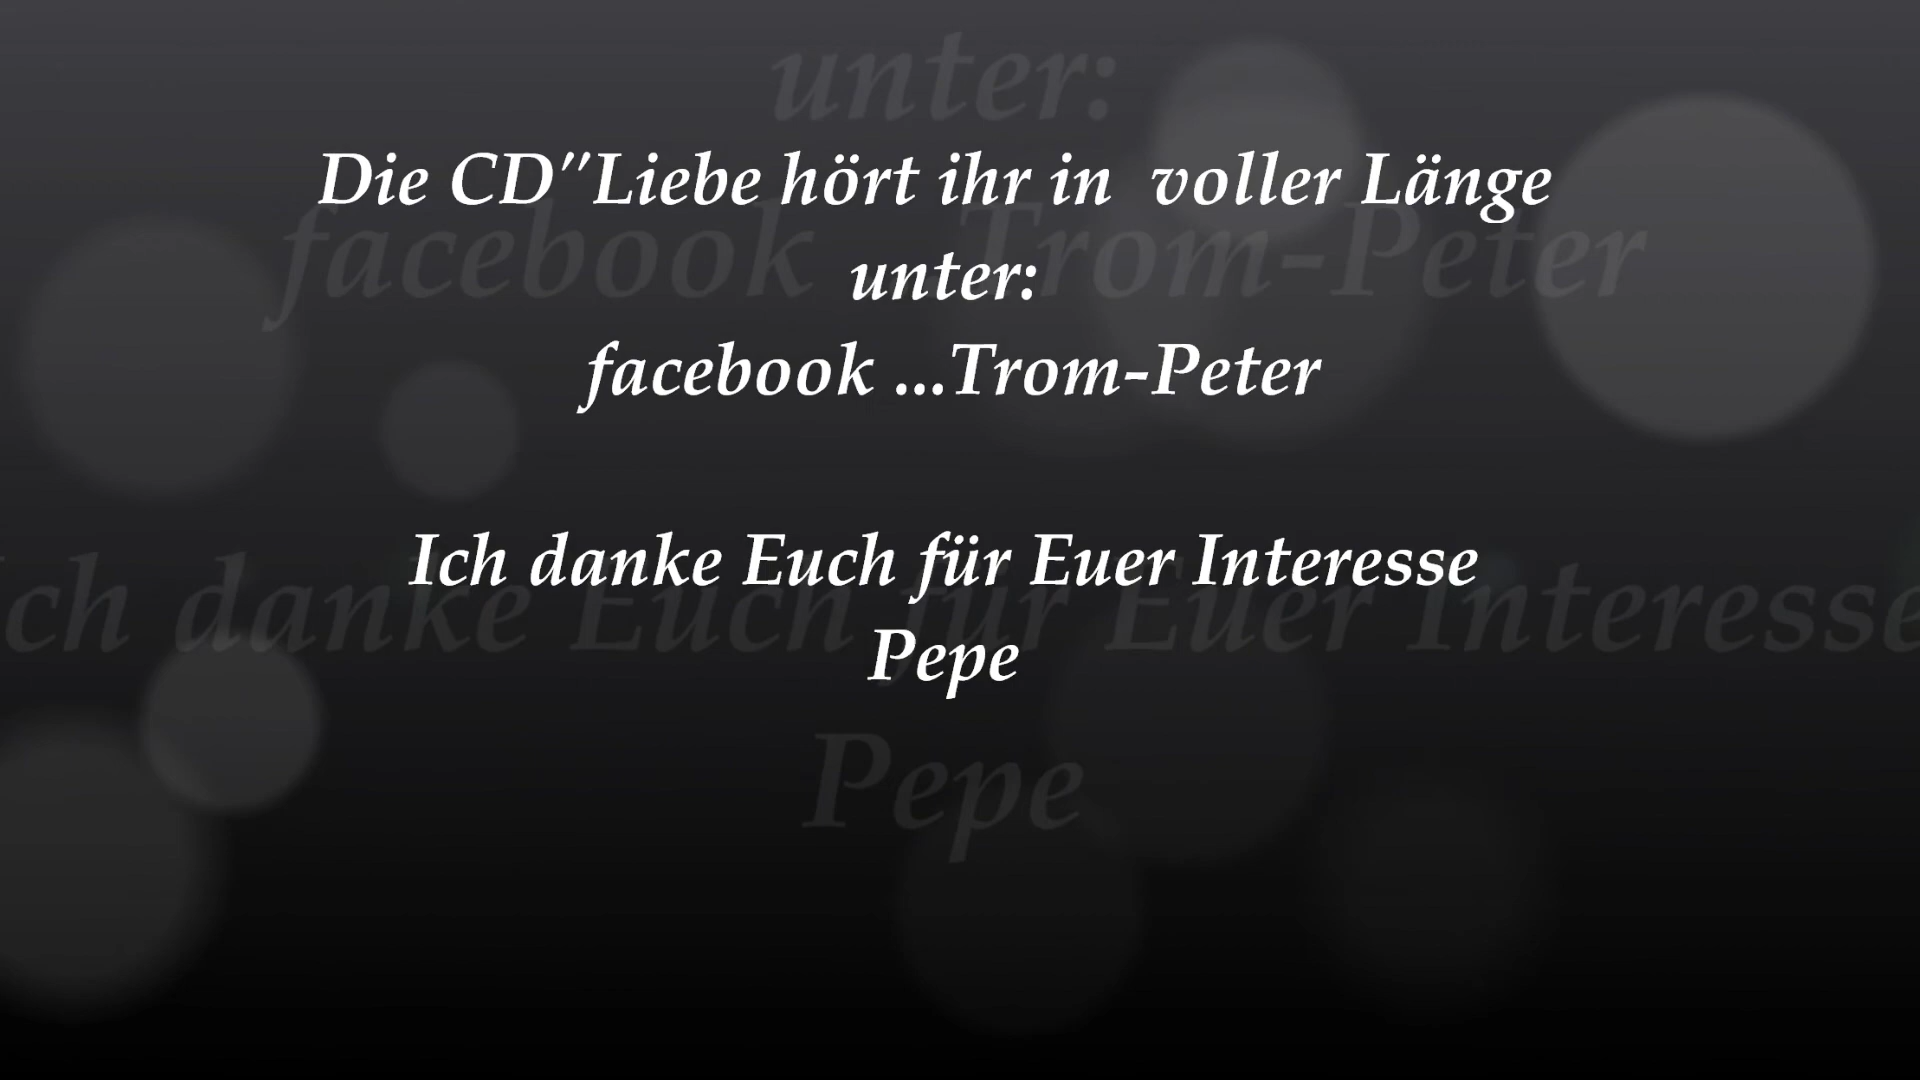 Die CD"Liebe hört ihr in  voller Länge
unter:
facebook ...Trom-Peter
Ich danke Euch für Euer Interesse
Pepe